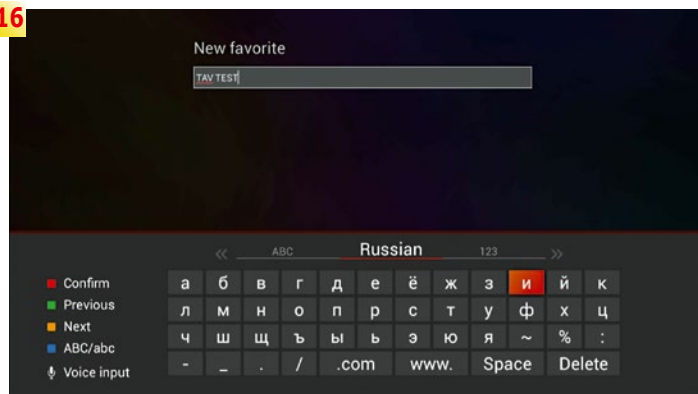 16
New favorite
TAV TEST
« ABC Russian 123 »
Confirm
Previous
Next
ABC/abc
Voice input
а б в г д е ё ж з и й к
л м н о п р с т у ф х ц
ч ш щ ъ ы ь э ю я ~ % :
- _ . / .com www. Space Delete